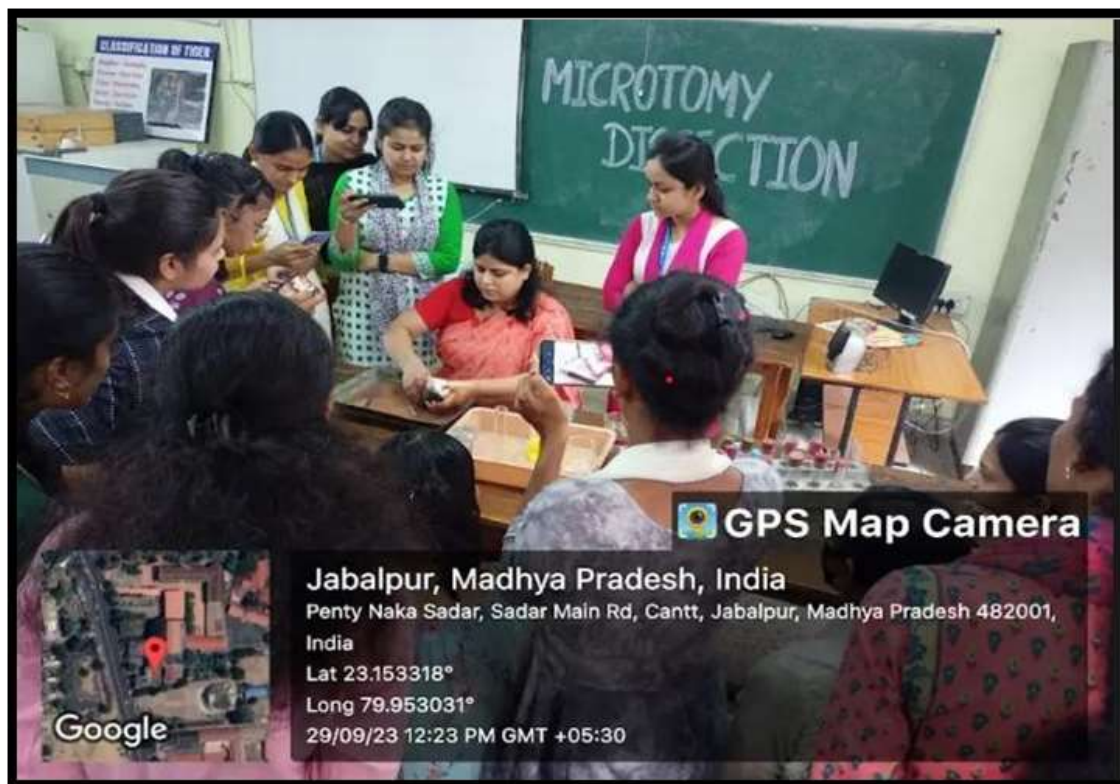 CLASSIFICATION OF TIGER
MICROTOMY
DISSECTION
GPS Map Camera
Jabalpur, Madhya Pradesh, India
Penty Naka Sadar, Sadar Main Rd, Cantt, Jabalpur, Madhya Pradesh 482001,
India
Lat 23.153318°
Long 79.953031°
29/09/23 12:23 PM GMT +05:30
Google